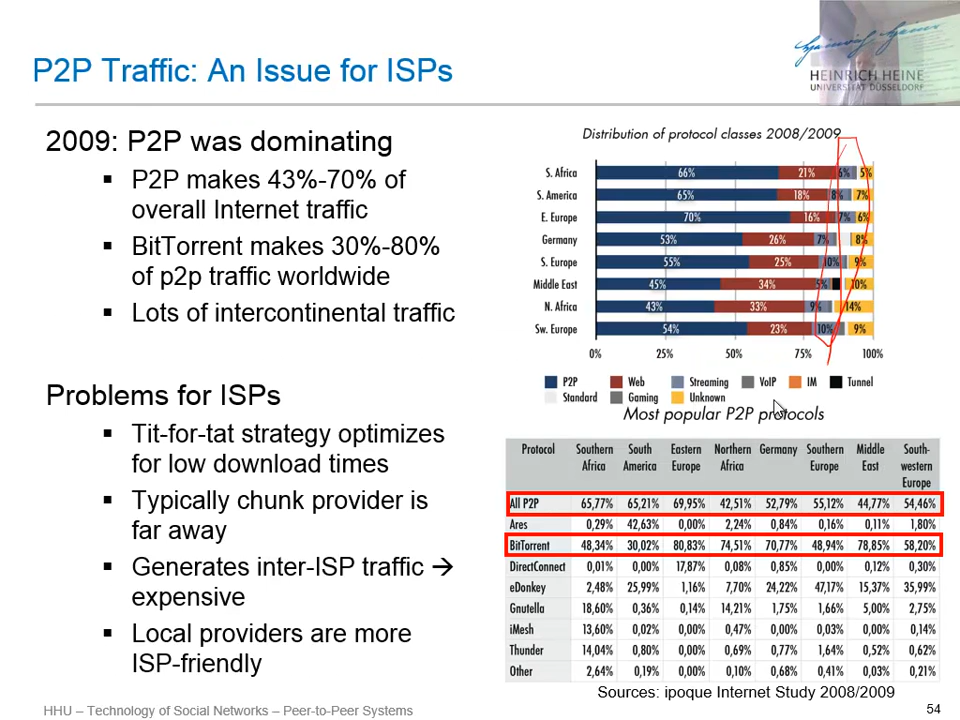 P2P Traffic: An Issue for ISPs
HEINRICH HEINE
UNIVERSITÄT DÜSSELDORF
2009: P2P was dominating
▪ P2P makes 43%-70% of
overall Internet traffic
▪ BitTorrent makes 30%-80%
of p2p traffic worldwide
▪ Lots of intercontinental traffic
Problems for ISPs
▪ Tit-for-tat strategy optimizes
for low download times
▪ Typically chunk provider is
far away
▪ Generates inter-ISP traffic →
expensive
▪ Local providers are more
ISP-friendly
Distribution of protocol classes 2008/2009
S. Africa 66% 21% 6% 5%
S. America 65% 18% 8% 7%
E. Europe 70% 16% 7% 6%
Germany 53% 26% 7% 8%
S. Europe 55% 25% 10% 9%
Middle East 45% 34% 5% 10%
N. Africa 43% 33% 9% 14%
Sw. Europe 54% 23% 10% 9%
0% 25% 50% 75% 100%
P2P Web Streaming VoIP IM Tunnel
Standard Gaming Unknown
Most popular P2P protocols
Protocol Southern Africa South America Eastern Europe Northern Africa Germany Southern Europe Middle East South-western Europe
All P2P 65,77% 65,21% 69,95% 42,51% 52,79% 55,12% 44,77% 54,46%
Ares 0,29% 42,63% 0,00% 2,24% 0,84% 0,16% 0,11% 1,80%
BitTorrent 48,34% 30,02% 80,83% 74,51% 70,77% 48,94% 78,85% 58,20%
DirectConnect 0,01% 0,00% 17,87% 0,08% 0,85% 0,00% 0,12% 0,30%
eDonkey 2,48% 25,99% 1,16% 7,70% 24,22% 47,17% 15,37% 35,99%
Gnutella 18,60% 0,36% 0,14% 14,21% 1,75% 1,66% 5,00% 2,75%
iMesh 13,60% 0,02% 0,00% 0,47% 0,00% 0,03% 0,00% 0,14%
Thunder 14,04% 0,80% 0,00% 0,69% 0,77% 1,64% 0,52% 0,62%
Other 2,64% 0,19% 0,00% 0,10% 0,68% 0,41% 0,03% 0,21%
Sources: ipoque Internet Study 2008/2009
HHU – Technology of Social Networks – Peer-to-Peer Systems
54